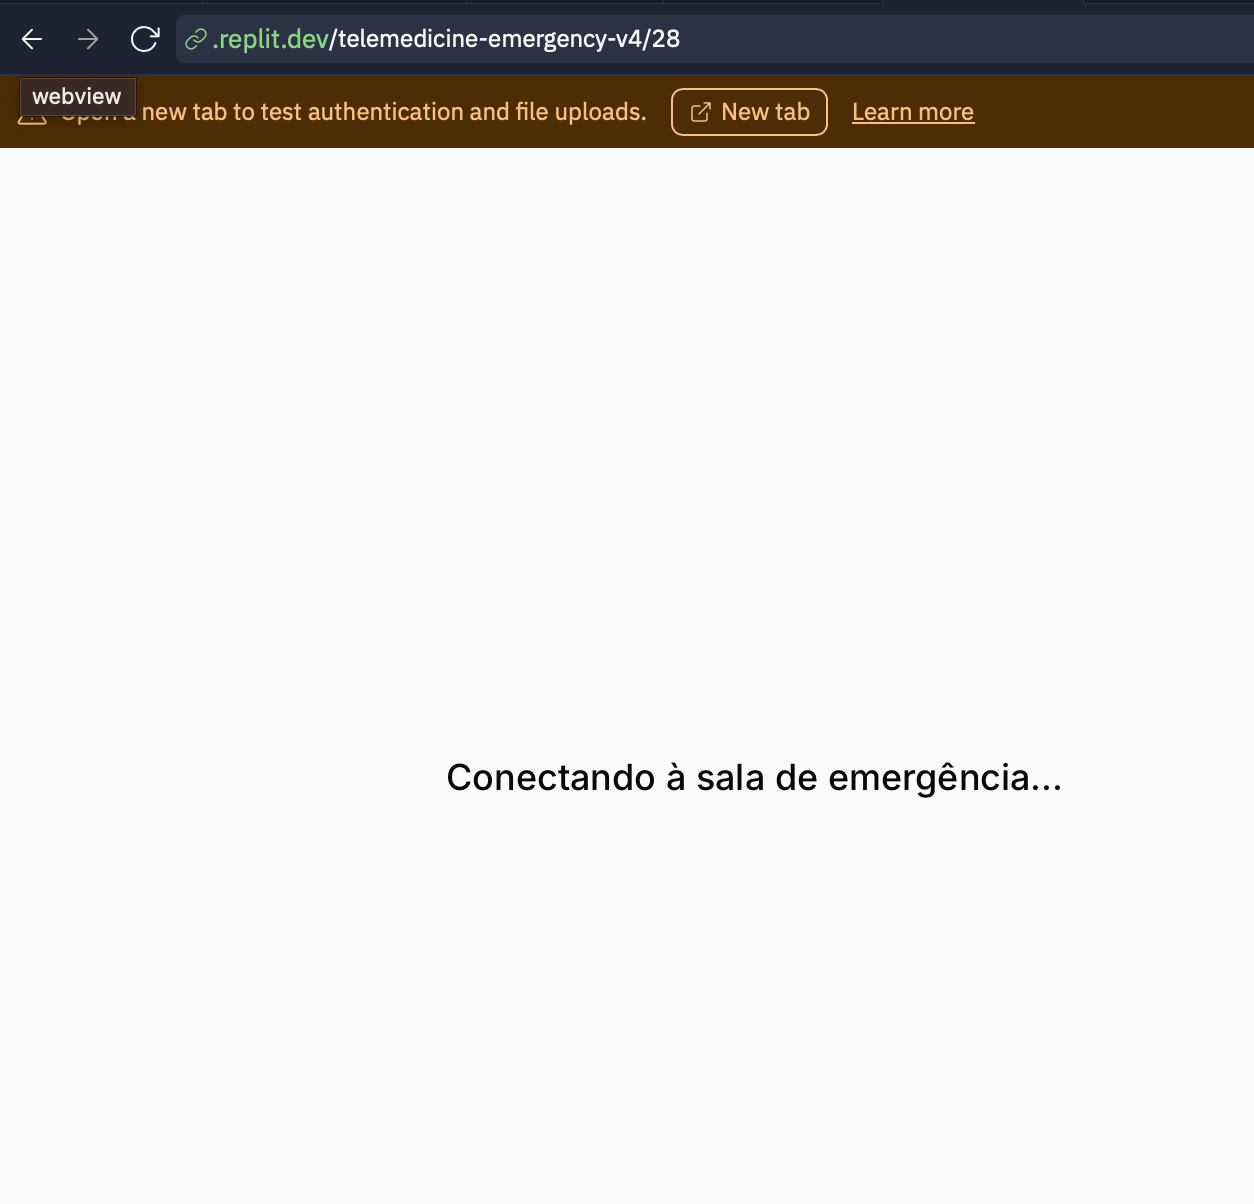 .replit.dev/telemedicine-emergency-v4/28
webview
new tab to test authentication and file uploads.
New tab
Learn more
Conectando à sala de emergência...